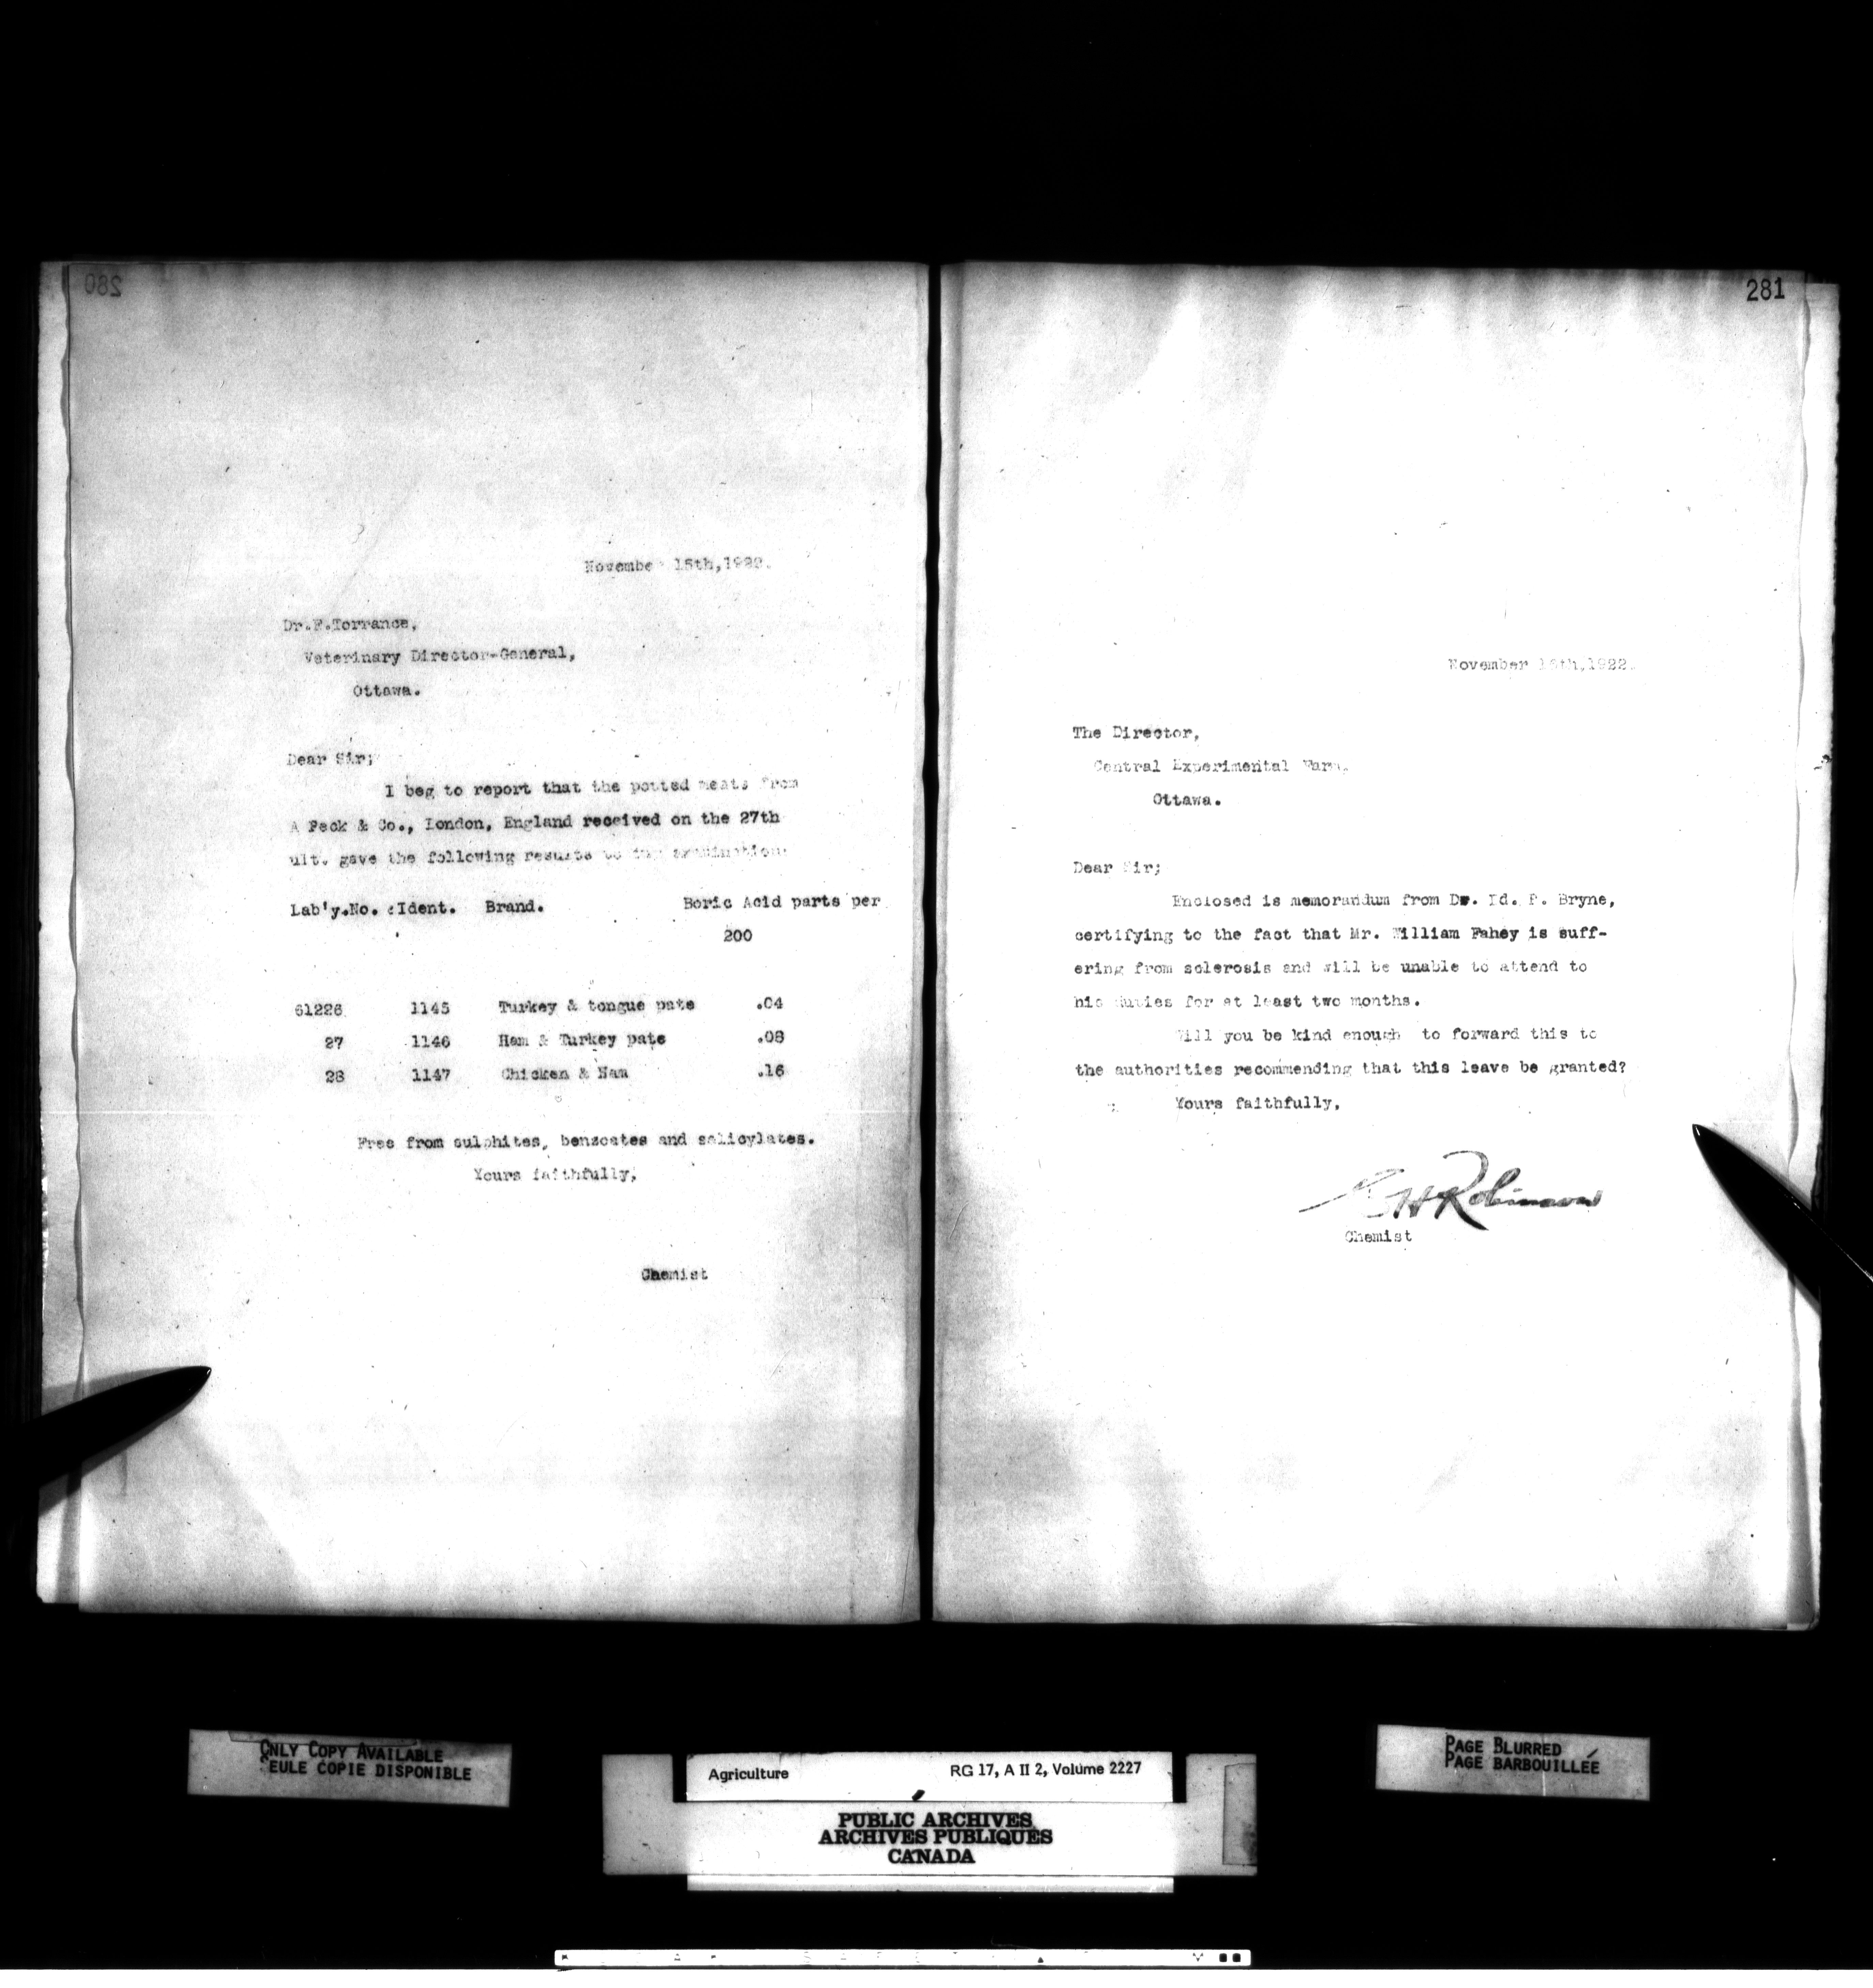 280
November 15th,1922.
Dr.F.Torrance,
Veterinary Director-General,
Ottawa.
Dear Sir;
I beg to report that the potted meats from
A Peck & Co., London, England received on the 27th
ult. gave the following results
Lab'y.No. Ident. Brand. Boric Acid parts per
200
61226 1145 Turkey & tongue pate .04
27 1146 Ham & Turkey pate .08
28 1147 Chicken & Ham .16
Free from sulphites, benzoates and salicylates.
Yours faithfully,
Chemist
281
November 15th,1922.
The Director,
Central Experimental Farm,
Ottawa.
Dear Sir;
Enclosed is memorandum from Dr. Ed. P. Bryne,
certifying to the fact that Mr. William Fahey is suff-
ering from sclerosis and will be unable to attend to
his duties for at least two months.
Will you be kind enough to forward this to
the authorities recommending that this leave be granted?
Yours faithfully,
H Robinson
Chemist
ONLY COPY AVAILABLE
SEULE COPIE DISPONIBLE
Agriculture RG 17, A II 2, Volume 2227
PUBLIC ARCHIVES
ARCHIVES PUBLIQUES
CANADA
PAGE BLURRED
PAGE BARBOUILLÉE